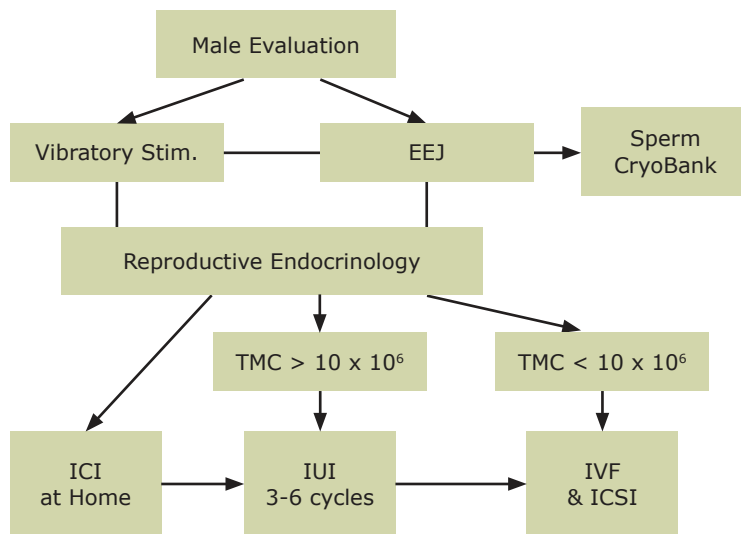 Male Evaluation
Vibratory Stim.
EEJ
Sperm
CryoBank
Reproductive Endocrinology
TMC > 10 x 10⁶
TMC < 10 x 10⁶
ICI
at Home
IUI
3-6 cycles
IVF
& ICSI